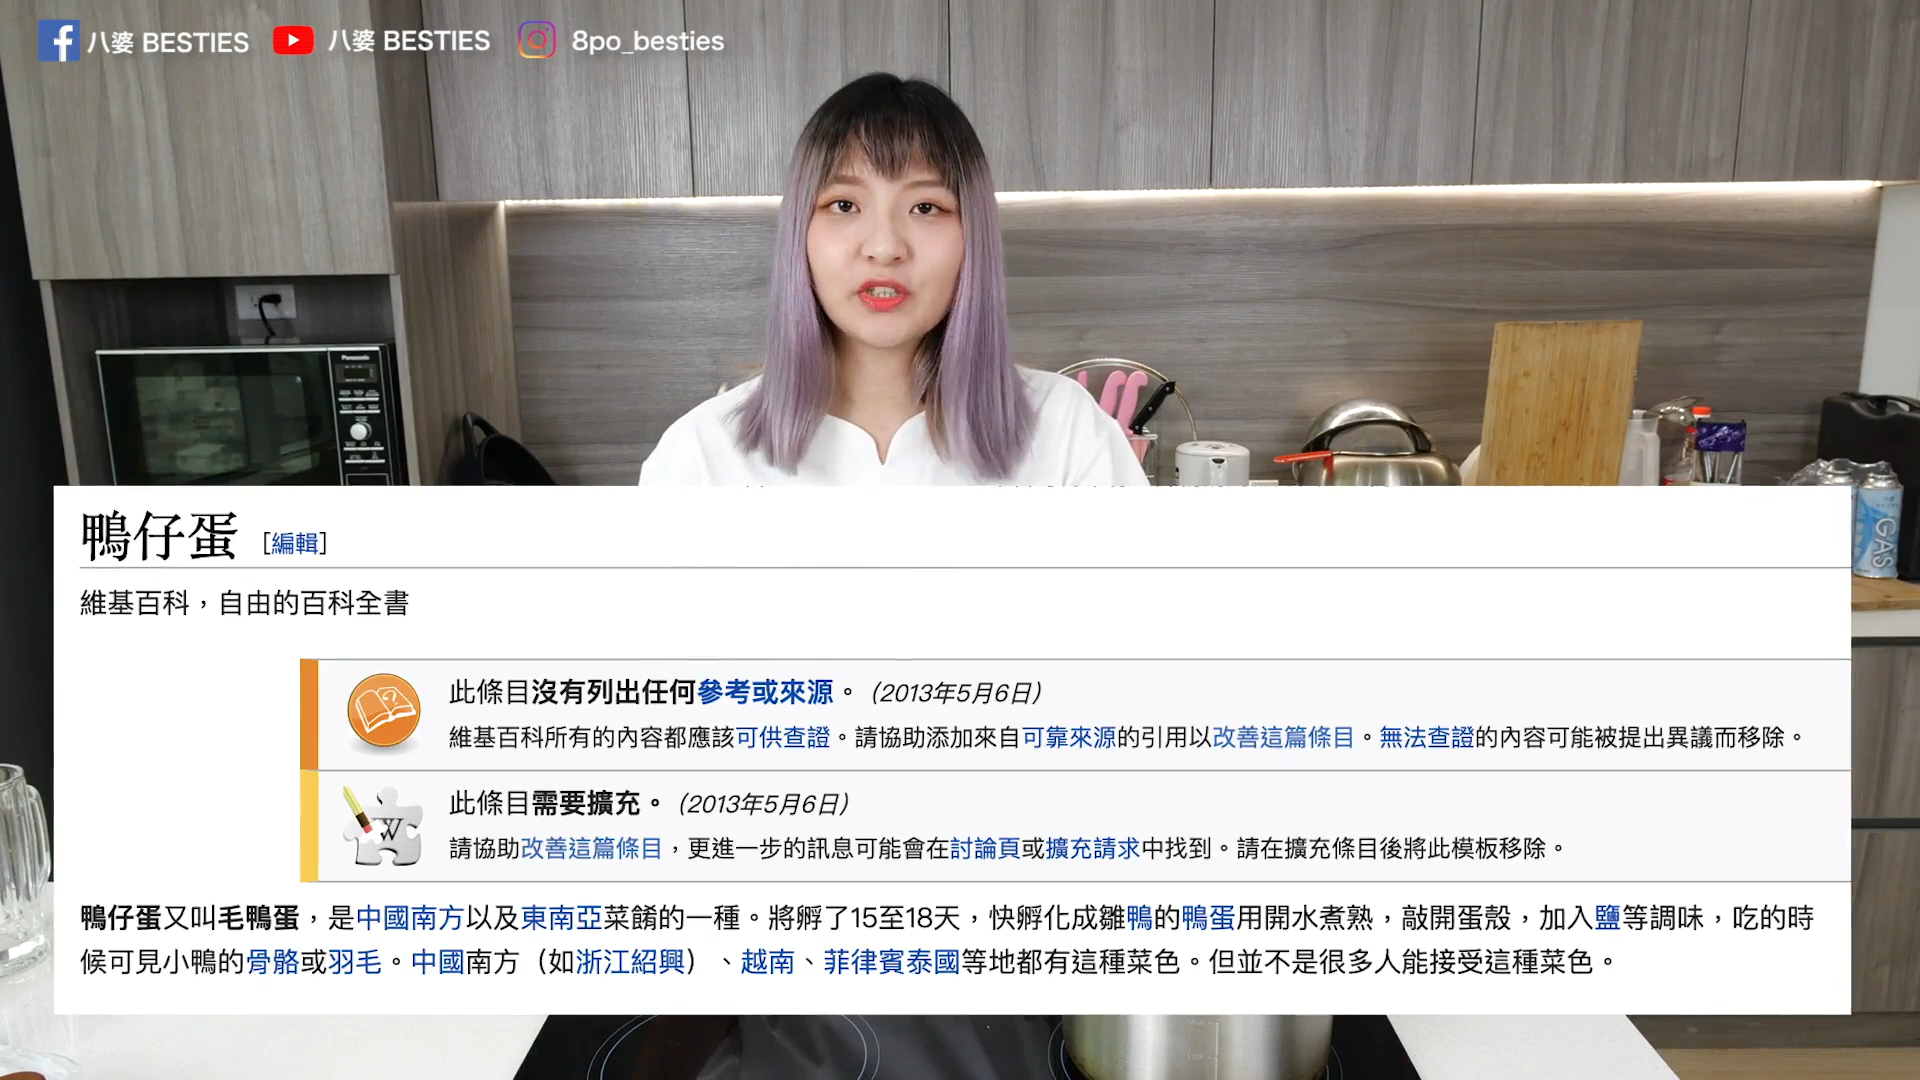 八婆 BESTIES 八婆 BESTIES 8po_besties
Panasonic
GAS
鴨仔蛋 [編輯]
維基百科，自由的百科全書
此條目沒有列出任何參考或來源。 (2013年5月6日)
維基百科所有的內容都應該可供查證。請協助添加來自可靠來源的引用以改善這篇條目。無法查證的內容可能被提出異議而移除。
W
此條目需要擴充。 (2013年5月6日)
請協助改善這篇條目，更進一步的訊息可能會在討論頁或擴充請求中找到。請在擴充條目後將此模板移除。
鴨仔蛋又叫毛鴨蛋，是中國南方以及東南亞菜餚的一種。將孵了15至18天，快孵化成雛鴨的鴨蛋用開水煮熟，敲開蛋殼，加入鹽等調味，吃的時
候可見小鴨的骨骼或羽毛。中國南方（如浙江紹興）、越南、菲律賓泰國等地都有這種菜色。但並不是很多人能接受這種菜色。